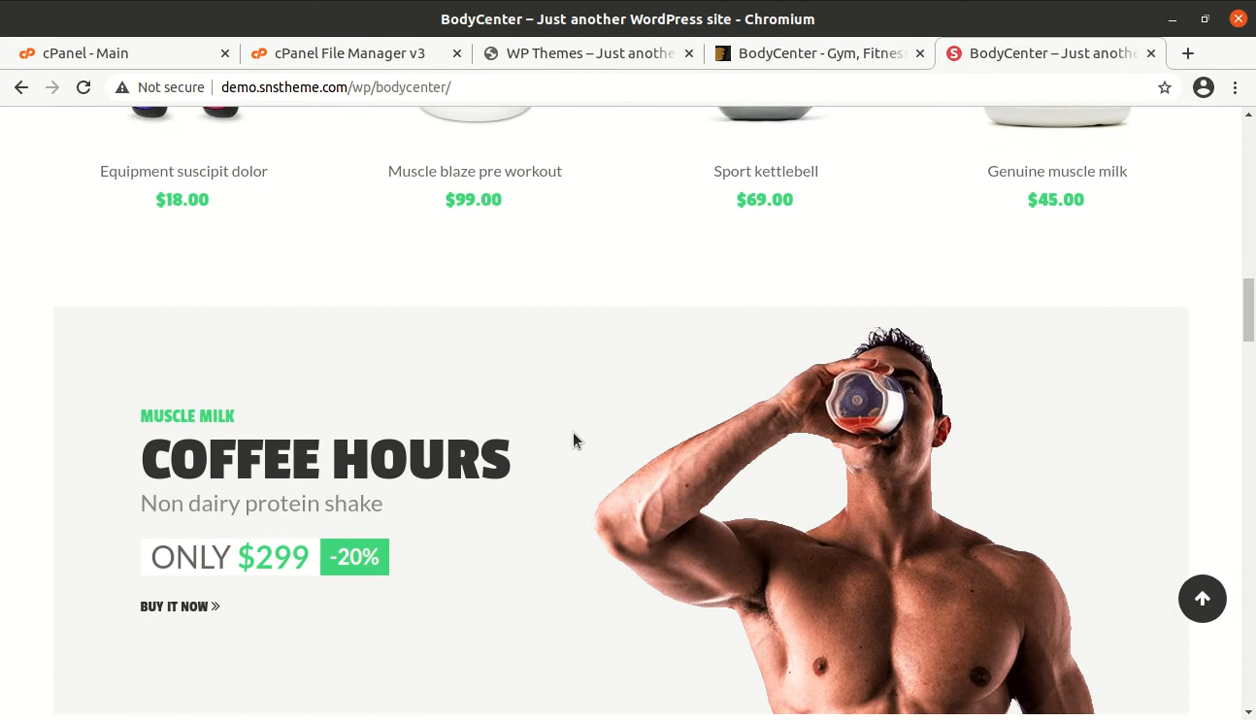 BodyCenter – Just another WordPress site - Chromium
cPanel - Main
cPanel File Manager v3
WP Themes – Just anothe
BodyCenter - Gym, Fitness
BodyCenter – Just anothe
Not secure
demo.snstheme.com/wp/bodycenter/
Equipment suscipit dolor
Muscle blaze pre workout
Sport kettlebell
Genuine muscle milk
$18.00
$99.00
$69.00
$45.00
MUSCLE MILK
COFFEE HOURS
Non dairy protein shake
ONLY $299 -20%
BUY IT NOW »